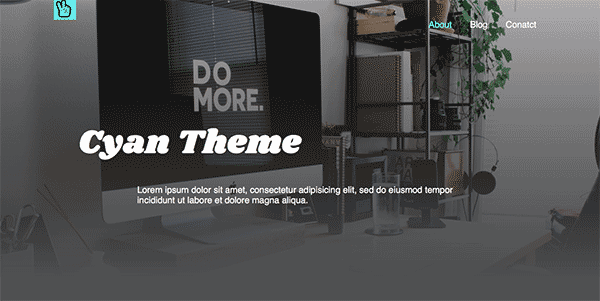 About Blog Conatct
DO
MORE.
Cyan Theme
Lorem ipsum dolor sit amet, consectetur adipisicing elit, sed do eiusmod tempor
incididunt ut labore et dolore magna aliqua.